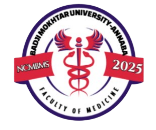 BADJI MOKHTAR UNIVERSITY-ANNABA
NCMBMS 2025
FACULTY OF MEDICINE